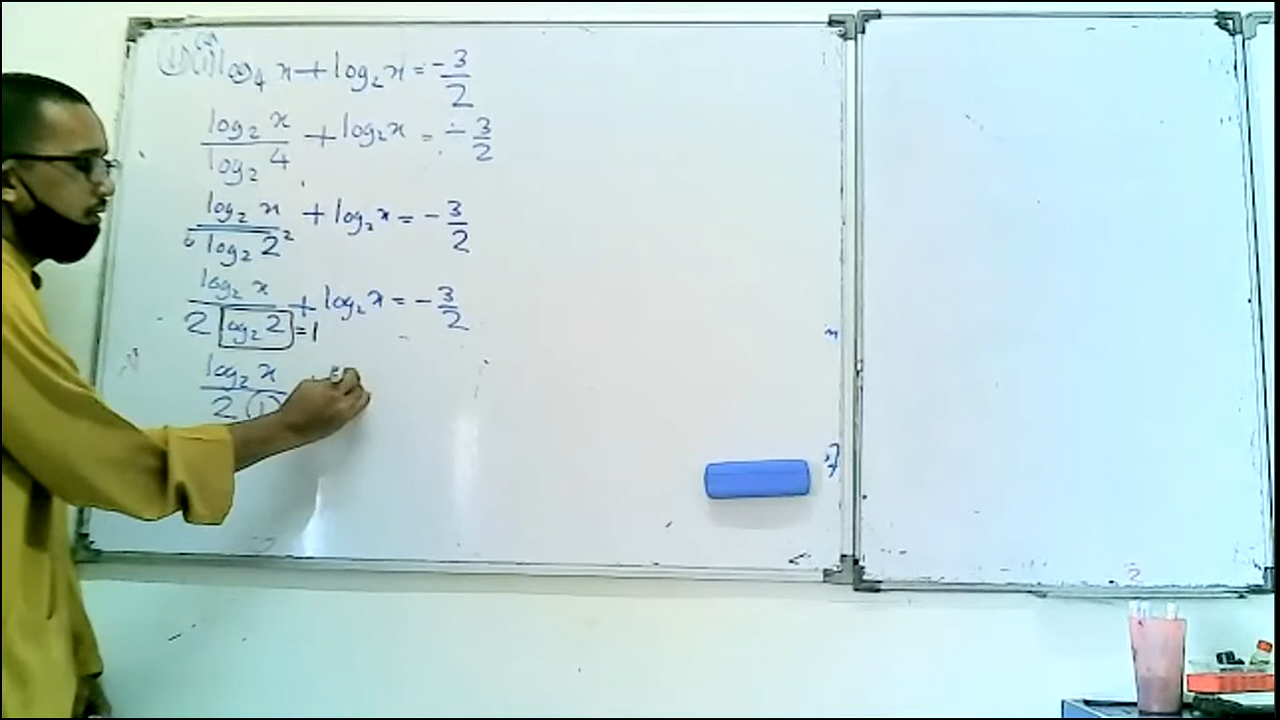 ① (i) log₄ x + log₂ x = -3/2
log₂ x / log₂ 4 + log₂ x = -3/2
log₂ x / log₂ 2² + log₂ x = -3/2
log₂ x / 2 log₂ 2 = 1 + log₂ x = -3/2
log₂ x / 2 (1)